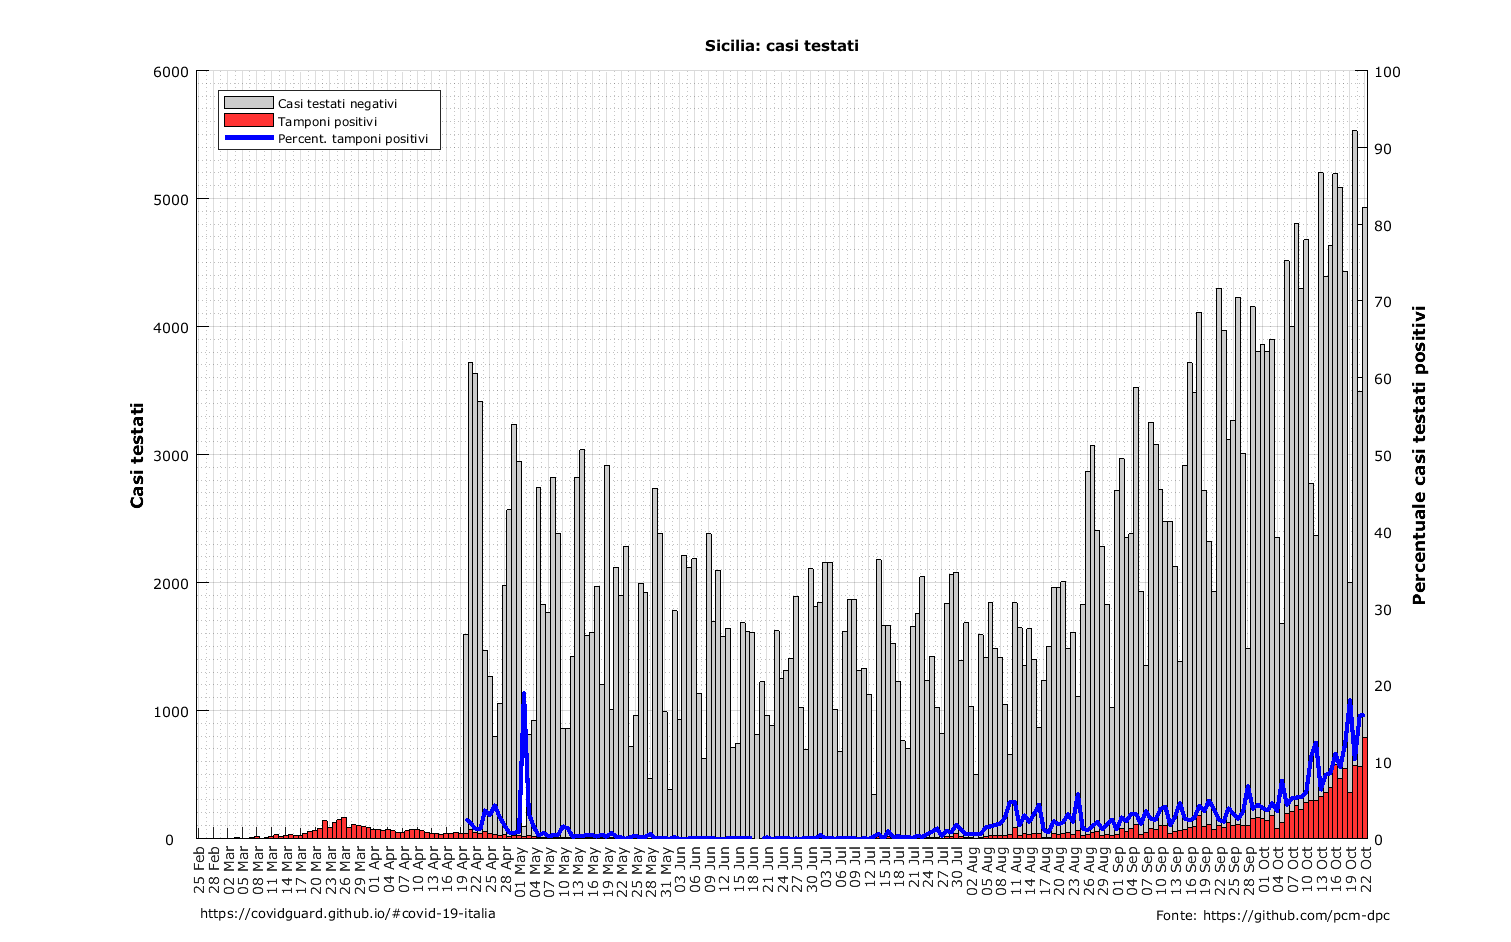 Sicilia: casi testati
Casi testati negativi
Tamponi positivi
Percent. tamponi positivi
Casi testati
6000
5000
4000
3000
2000
1000
0
100
90
80
70
60
50
40
30
20
10
0
Percentuale casi testati positivi
25 Feb
28 Feb
02 Mar
05 Mar
08 Mar
11 Mar
14 Mar
17 Mar
20 Mar
23 Mar
26 Mar
29 Mar
01 Apr
04 Apr
07 Apr
10 Apr
13 Apr
16 Apr
19 Apr
22 Apr
25 Apr
28 Apr
01 May
04 May
07 May
10 May
13 May
16 May
19 May
22 May
25 May
28 May
31 May
03 Jun
06 Jun
09 Jun
12 Jun
15 Jun
18 Jun
21 Jun
24 Jun
27 Jun
30 Jun
03 Jul
06 Jul
09 Jul
12 Jul
15 Jul
18 Jul
21 Jul
24 Jul
27 Jul
30 Jul
02 Aug
05 Aug
08 Aug
11 Aug
14 Aug
17 Aug
20 Aug
23 Aug
26 Aug
29 Aug
01 Sep
04 Sep
07 Sep
10 Sep
13 Sep
16 Sep
19 Sep
22 Sep
25 Sep
28 Sep
01 Oct
04 Oct
07 Oct
10 Oct
13 Oct
16 Oct
19 Oct
22 Oct
https://covidguard.github.io/#covid-19-italia
Fonte: https://github.com/pcm-dpc